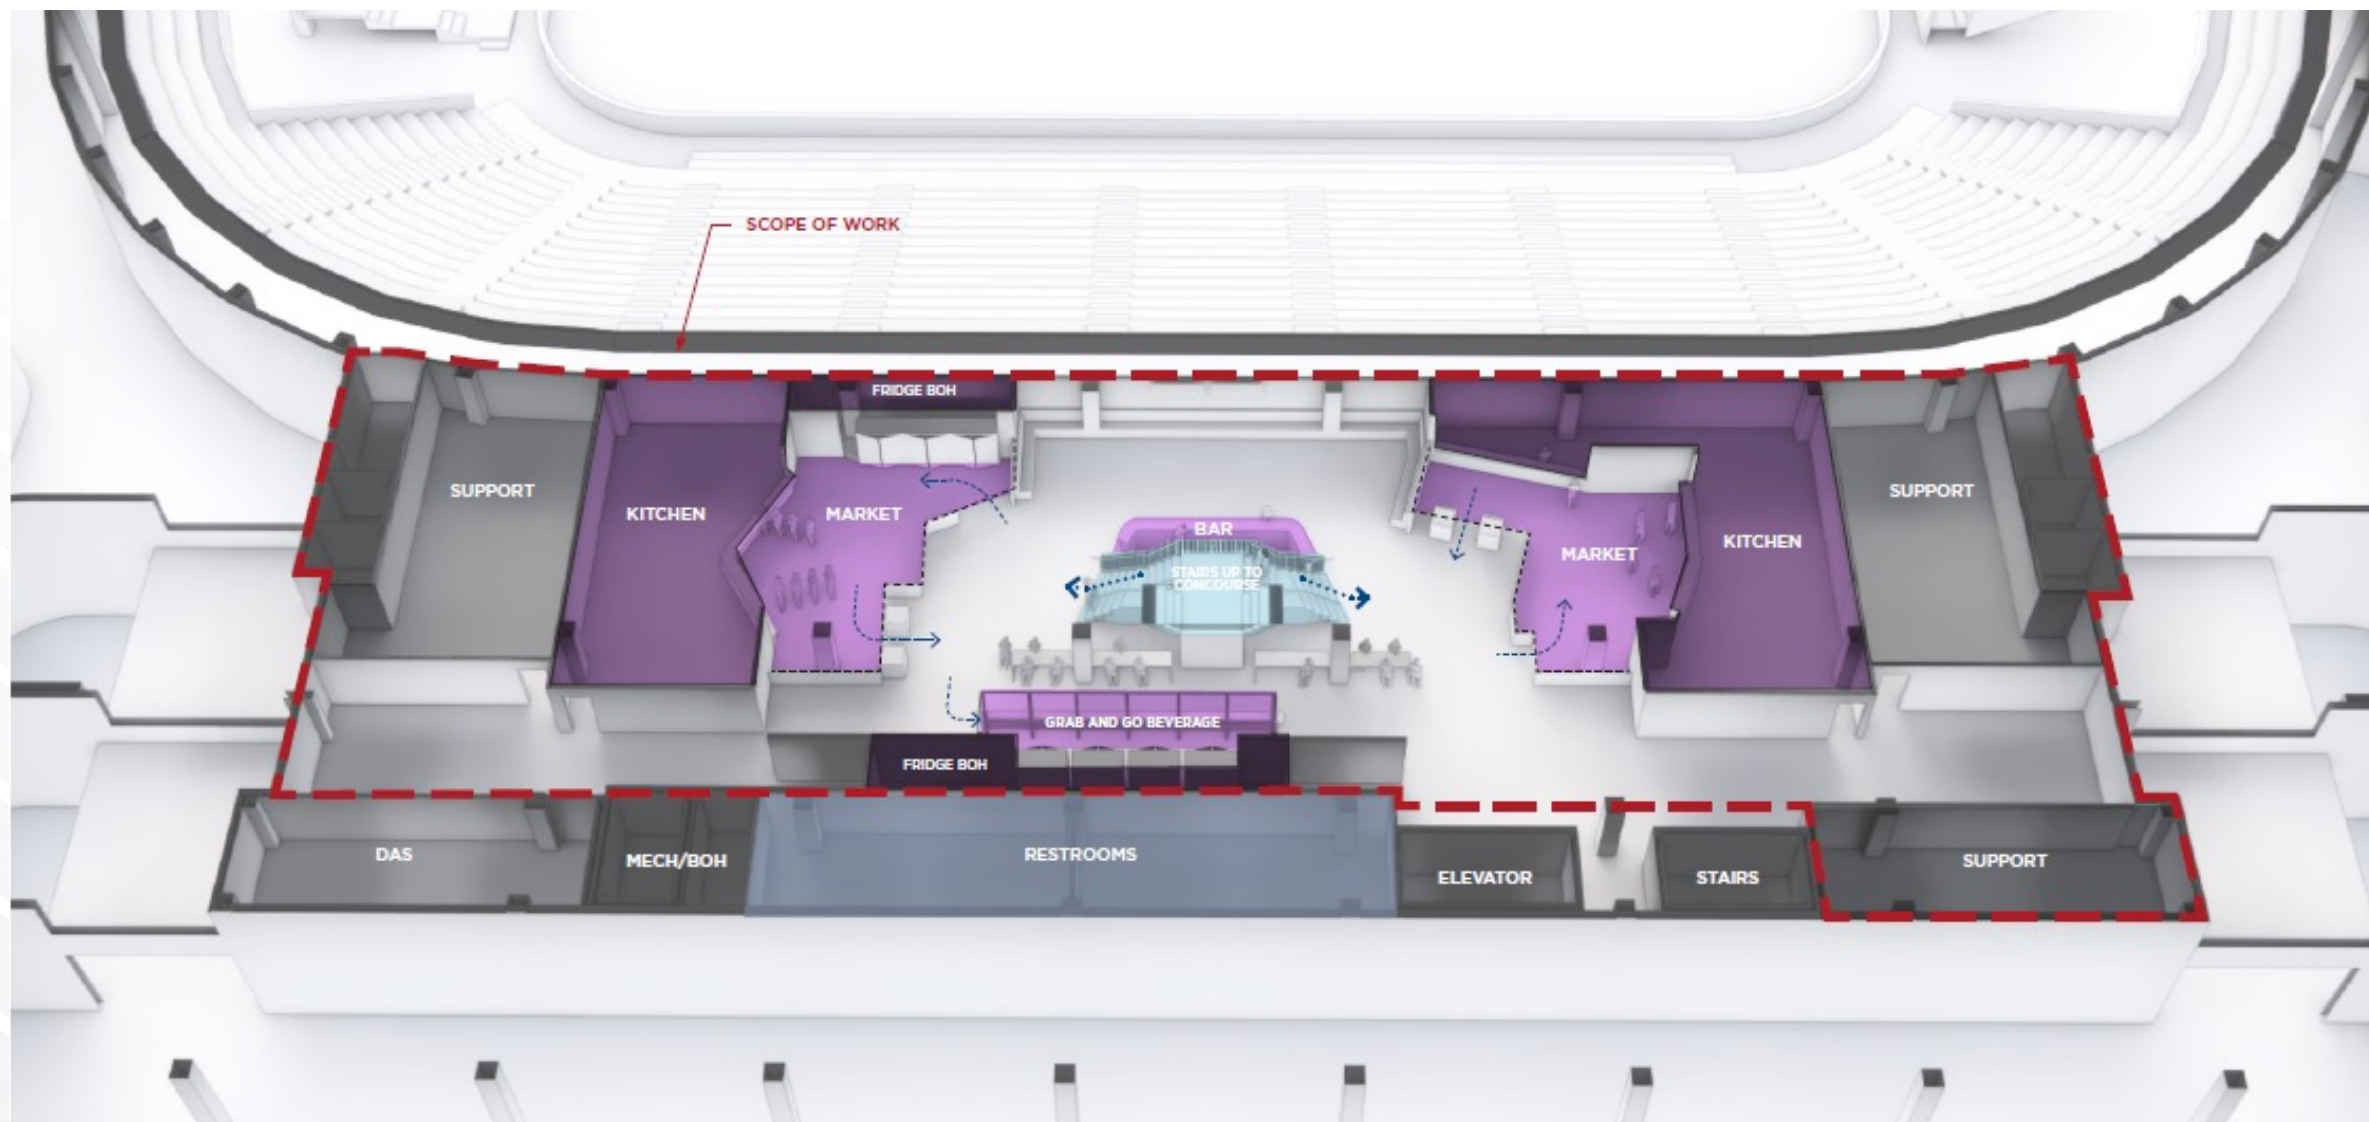 SCOPE OF WORK
FRIDGE BOH
SUPPORT
KITCHEN
MARKET
BAR
STAIRS UP TO
CONCOURSE
MARKET
KITCHEN
SUPPORT
GRAB AND GO BEVERAGE
FRIDGE BOH
DAS
MECH/BOH
RESTROOMS
ELEVATOR
STAIRS
SUPPORT